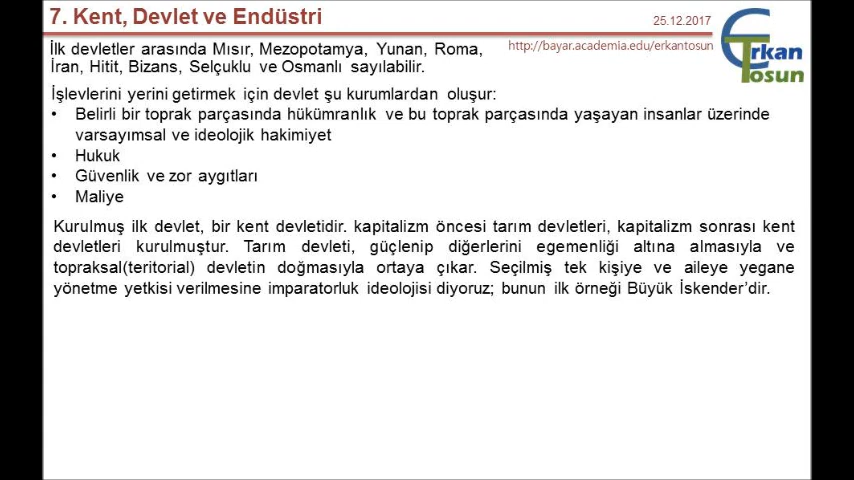 7. Kent, Devlet ve Endüstri
25.12.2017
http://bayar.academia.edu/erkantosun
Erkan
Tosun
İlk devletler arasında Mısır, Mezopotamya, Yunan, Roma,
İran, Hitit, Bizans, Selçuklu ve Osmanlı sayılabilir.
İşlevlerini yerini getirmek için devlet şu kurumlardan oluşur:
• Belirli bir toprak parçasında hükümranlık ve bu toprak parçasında yaşayan insanlar üzerinde
varsayımsal ve ideolojik hakimiyet
• Hukuk
• Güvenlik ve zor aygıtları
• Maliye
Kurulmuş ilk devlet, bir kent devletidir. kapitalizm öncesi tarım devletleri, kapitalizm sonrası kent
devletleri kurulmuştur. Tarım devleti, güçlenip diğerlerini egemenliği altına almasıyla ve
topraksal(teritorial) devletin doğmasıyla ortaya çıkar. Seçilmiş tek kişiye ve aileye yegane
yönetme yetkisi verilmesine imparatorluk ideolojisi diyoruz; bunun ilk örneği Büyük İskender’dir.